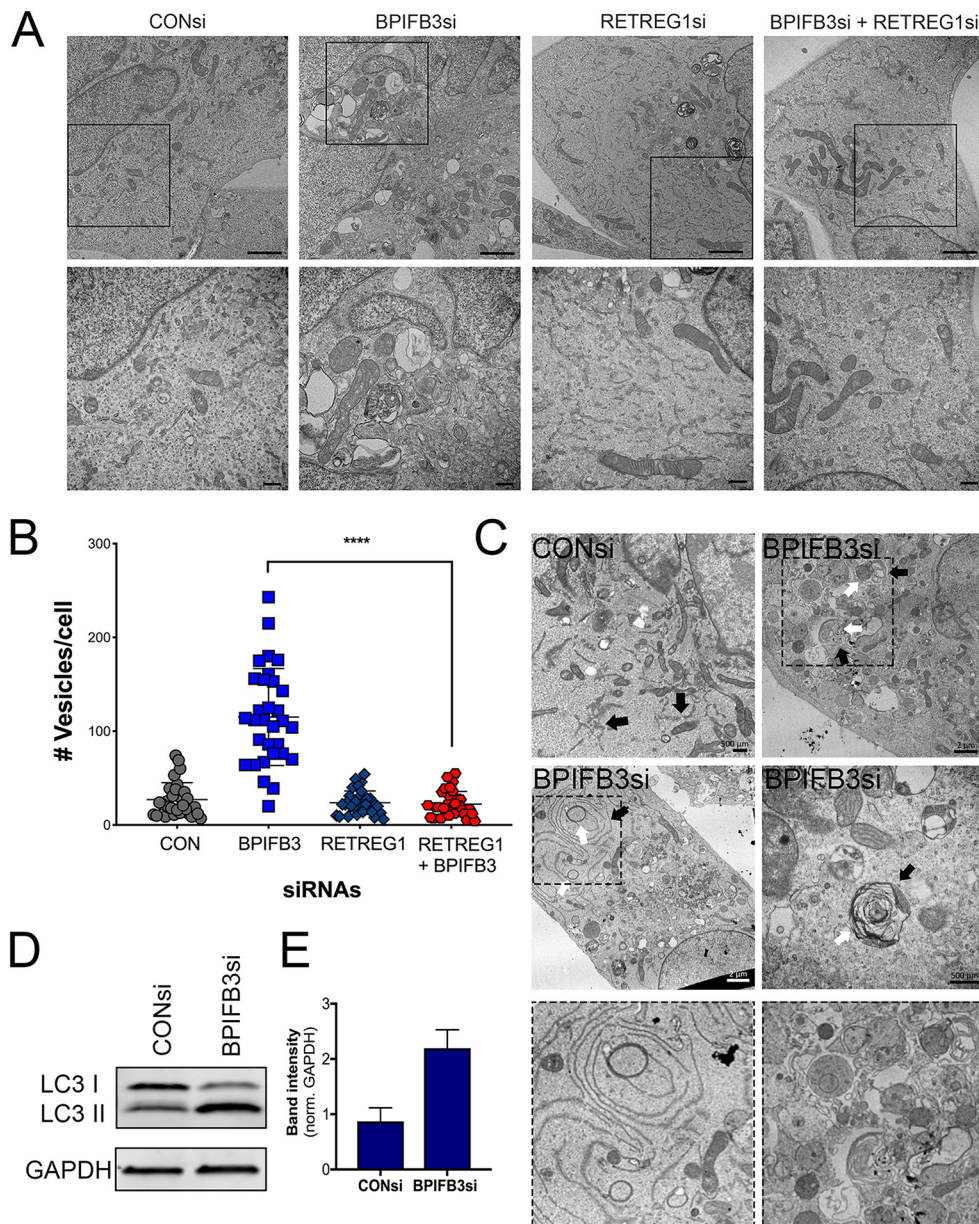 A
CONsi
BPIFB3si
RETREG1si
BPIFB3si + RETREG1si
B
300
200
100
0
# Vesicles/cell
****
CON
BPIFB3
RETREG1
RETREG1
+ BPIFB3
siRNAs
C
CONsi
500 µm
BPIFB3si
2 µm
BPIFB3si
2 µm
BPIFB3si
500 µm
D
CONsi
BPIFB3si
LC3 I
LC3 II
GAPDH
E
3
2
1
0
Band intensity
(norm. GAPDH)
CONsi
BPIFB3si